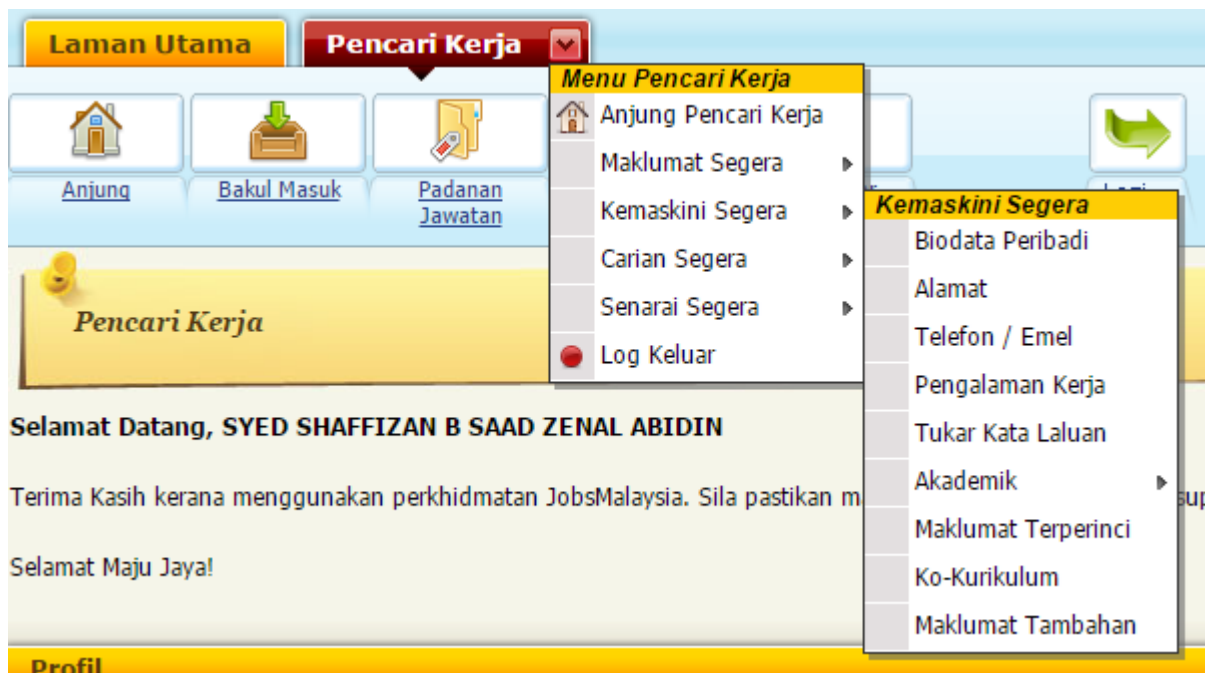 Laman Utama
Pencari Kerja
Menu Pencari Kerja
Anjung Pencari Kerja
Maklumat Segera
Kemaskini Segera
Carian Segera
Senarai Segera
Log Keluar
Anjung
Bakul Masuk
Padanan
Jawatan
Kemaskini Segera
Biodata Peribadi
Alamat
Telefon / Emel
Pengalaman Kerja
Tukar Kata Laluan
Akademik
Maklumat Terperinci
Ko-Kurikulum
Maklumat Tambahan
Pencari Kerja
Selamat Datang, SYED SHAFFIZAN B SAAD ZENAL ABIDIN
Terima Kasih kerana menggunakan perkhidmatan JobsMalaysia. Sila pastikan
Selamat Maju Jaya!
Profil